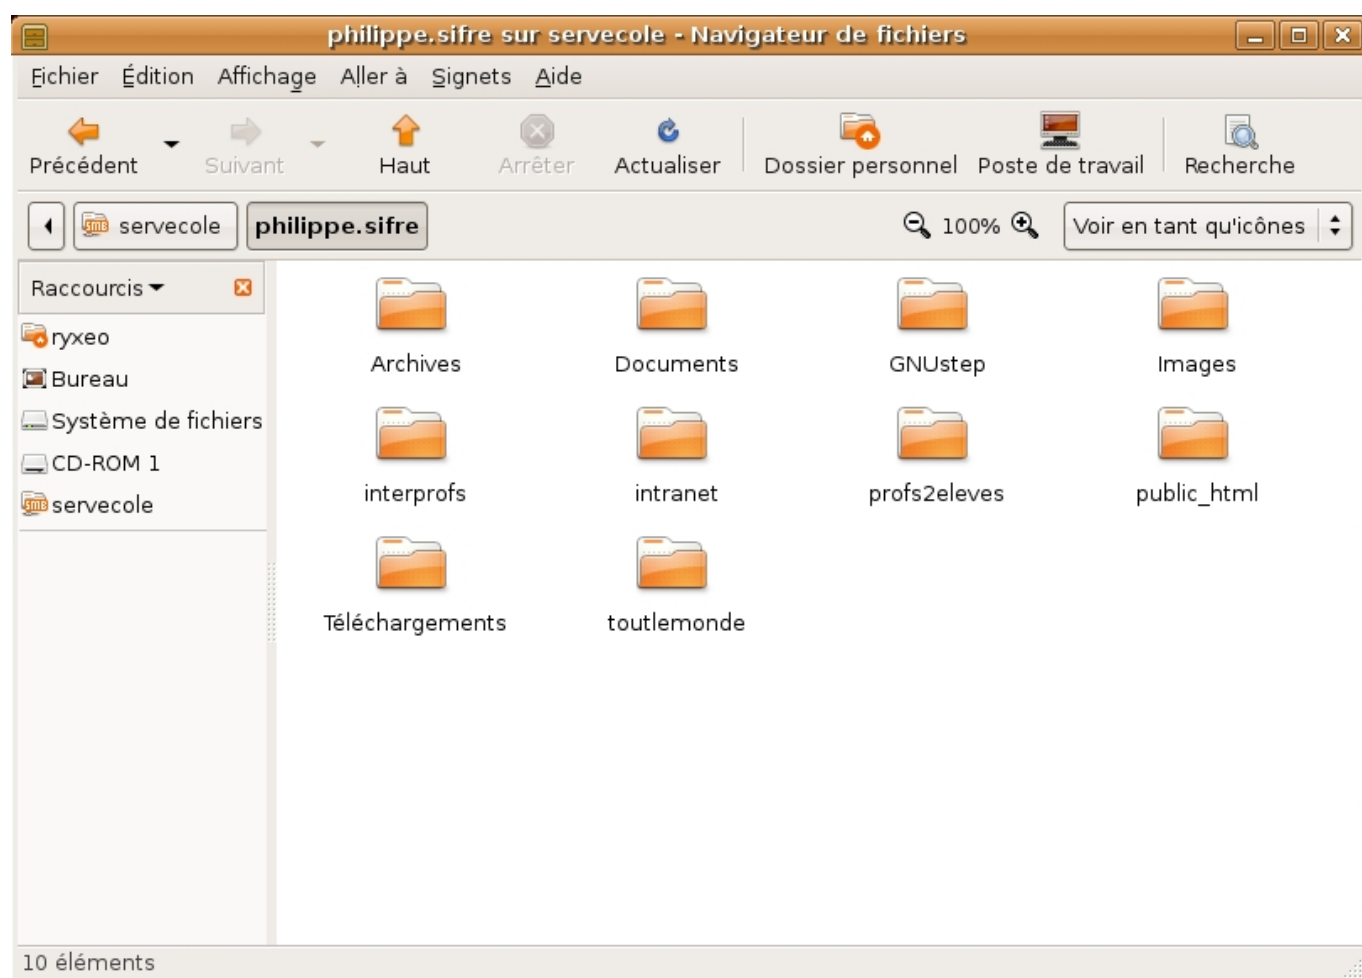 philippe.sifre sur servecole - Navigateur de fichiers
Fichier Édition Affichage Aller à Signets Aide
Précédent Suivant Haut Arrêter Actualiser Dossier personnel Poste de travail Recherche
SMB servecole philippe.sifre 100% Voir en tant qu'icônes
Raccourcis
ryxeo
Bureau
Système de fichiers
CD-ROM 1
SMB servecole
Archives Documents GNUstep Images
interprofs intranet profs2eleves public_html
Téléchargements toutlemonde
10 éléments